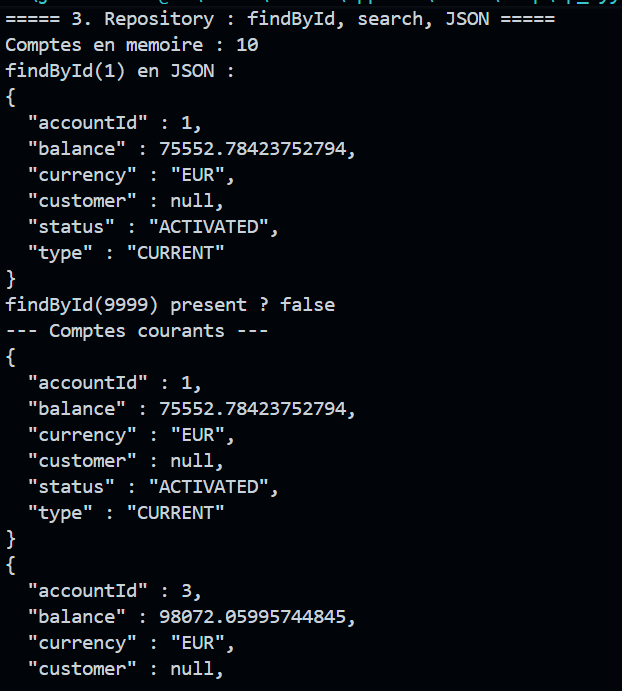 ===== 3. Repository : findById, search, JSON =====
Comptes en memoire : 10
findById(1) en JSON :
{
  "accountId" : 1,
  "balance" : 75552.78423752794,
  "currency" : "EUR",
  "customer" : null,
  "status" : "ACTIVATED",
  "type" : "CURRENT"
}
findById(9999) present ? false
--- Comptes courants ---
{
  "accountId" : 1,
  "balance" : 75552.78423752794,
  "currency" : "EUR",
  "customer" : null,
  "status" : "ACTIVATED",
  "type" : "CURRENT"
}
{
  "accountId" : 3,
  "balance" : 98072.05995744845,
  "currency" : "EUR",
  "customer" : null,